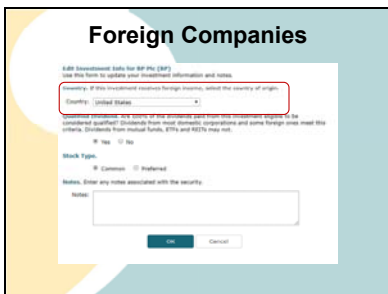 Foreign Companies
Edit Investment Info for BP Plc (BP)
Use this form to update your investment information and notes.
Country. If this investment receives foreign income, select the country of origin.
Country: United States
Qualified Dividends. Are 100% of the dividends paid from this investment eligible to be
considered qualified? Dividends from most domestic corporations and some foreign ones meet this
criteria. Dividends from mutual funds, ETFs and REITs may not.
Yes No
Stock Type.
Common Preferred
Notes. Enter any notes associated with the security.
Notes:
OK Cancel